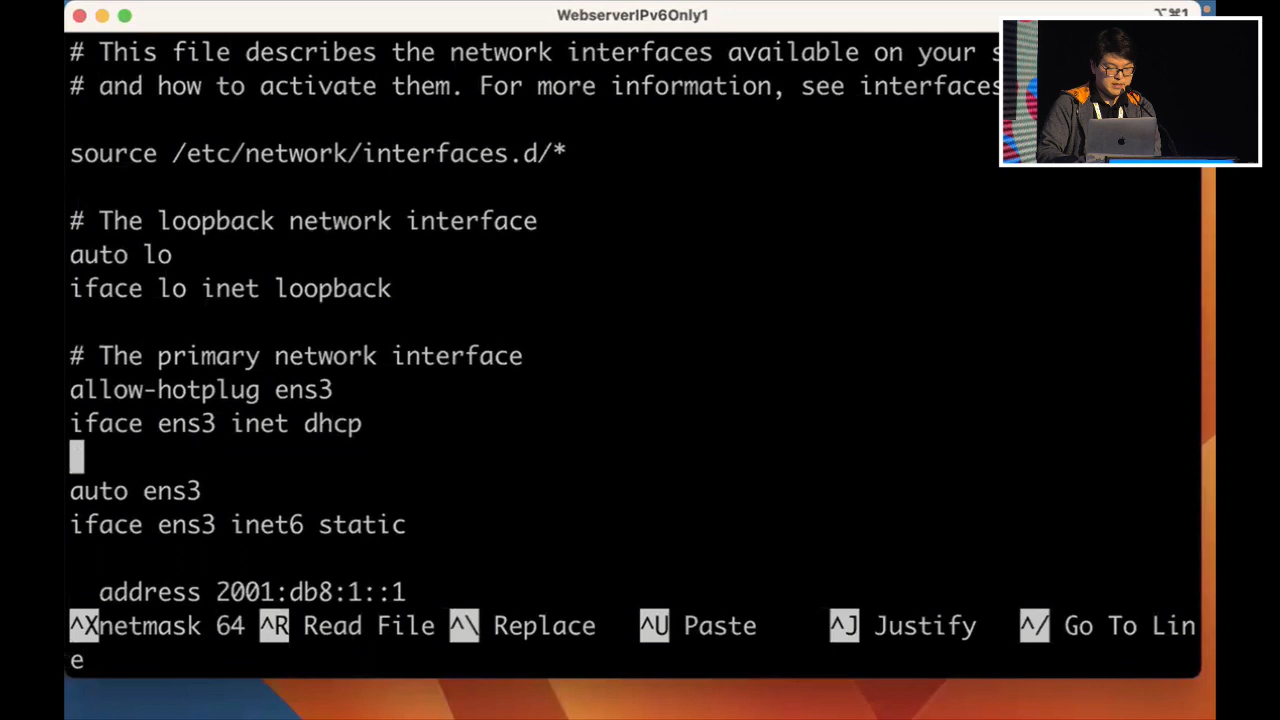 WebserverIPv6Only1
⌥⌘1
# This file describes the network interfaces available on your s
# and how to activate them. For more information, see interfaces
source /etc/network/interfaces.d/*
# The loopback network interface
auto lo
iface lo inet loopback
# The primary network interface
allow-hotplug ens3
iface ens3 inet dhcp
auto ens3
iface ens3 inet6 static
address 2001:db8:1::1
^Xnetmask 64 ^R Read File ^\ Replace ^U Paste ^J Justify ^/ Go To Lin
e